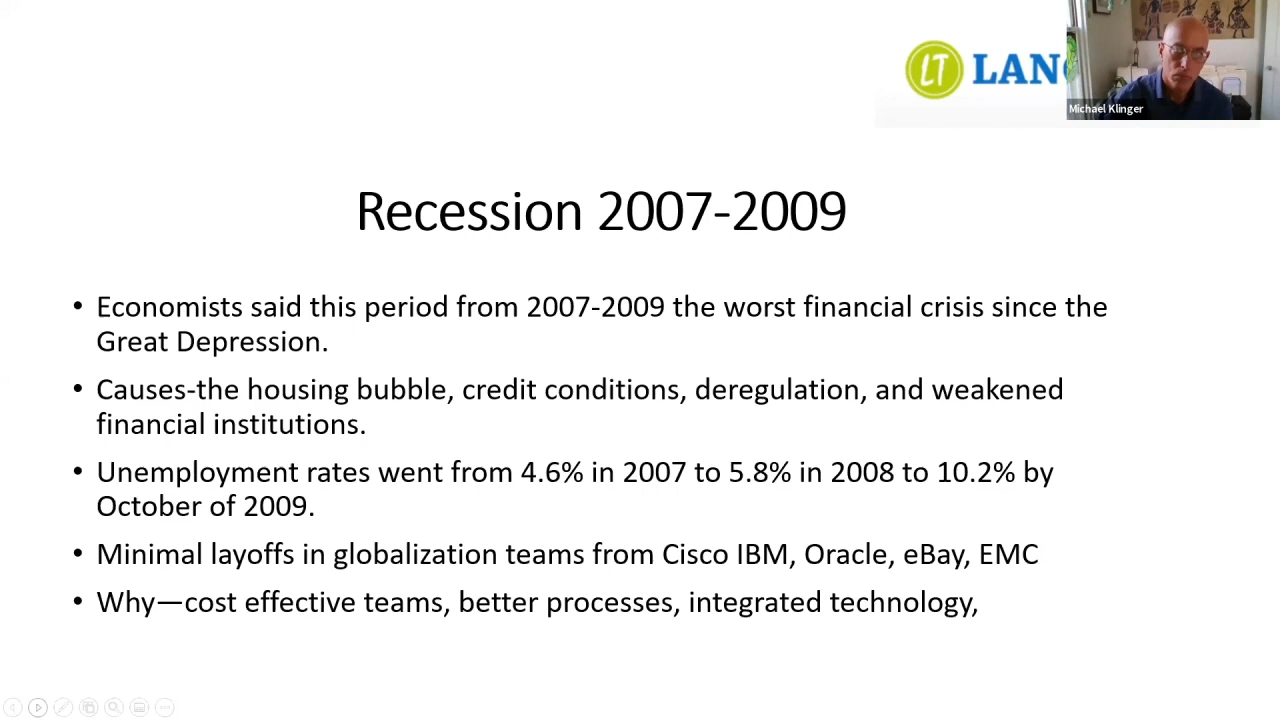 LT LANG
Michael Klinger
Recession 2007-2009
• Economists said this period from 2007-2009 the worst financial crisis since the
Great Depression.
• Causes-the housing bubble, credit conditions, deregulation, and weakened
financial institutions.
• Unemployment rates went from 4.6% in 2007 to 5.8% in 2008 to 10.2% by
October of 2009.
• Minimal layoffs in globalization teams from Cisco IBM, Oracle, eBay, EMC
• Why—cost effective teams, better processes, integrated technology,